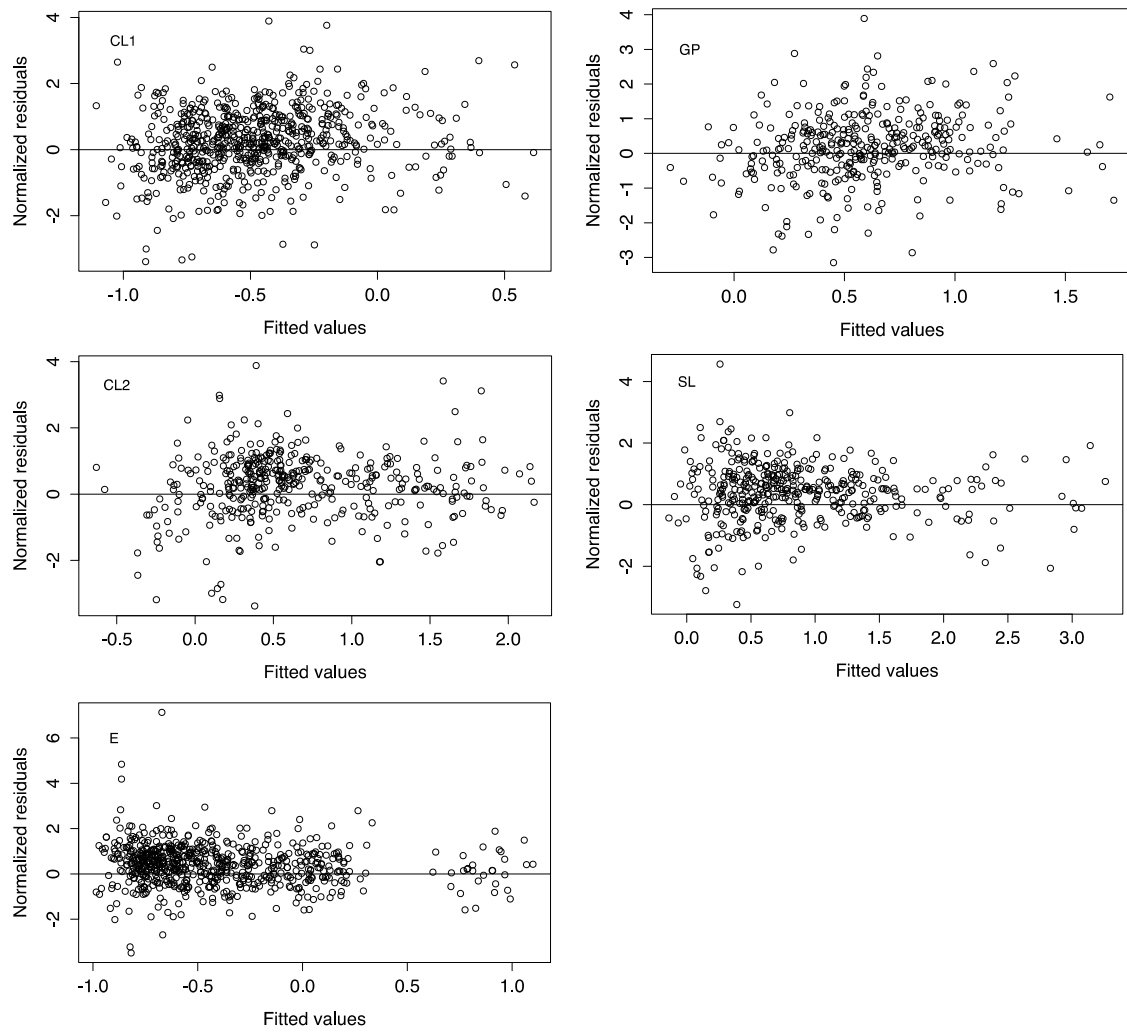 CL1
Normalized residuals
4
2
0
-2
-1.0 -0.5 0.0 0.5
Fitted values
GP
Normalized residuals
4
3
2
1
0
-1
-2
-3
0.0 0.5 1.0 1.5
Fitted values
CL2
Normalized residuals
4
2
0
-2
-0.5 0.0 0.5 1.0 1.5 2.0
Fitted values
SL
Normalized residuals
4
2
0
-2
0.0 0.5 1.0 1.5 2.0 2.5 3.0
Fitted values
E
Normalized residuals
6
4
2
0
-2
-1.0 -0.5 0.0 0.5 1.0
Fitted values